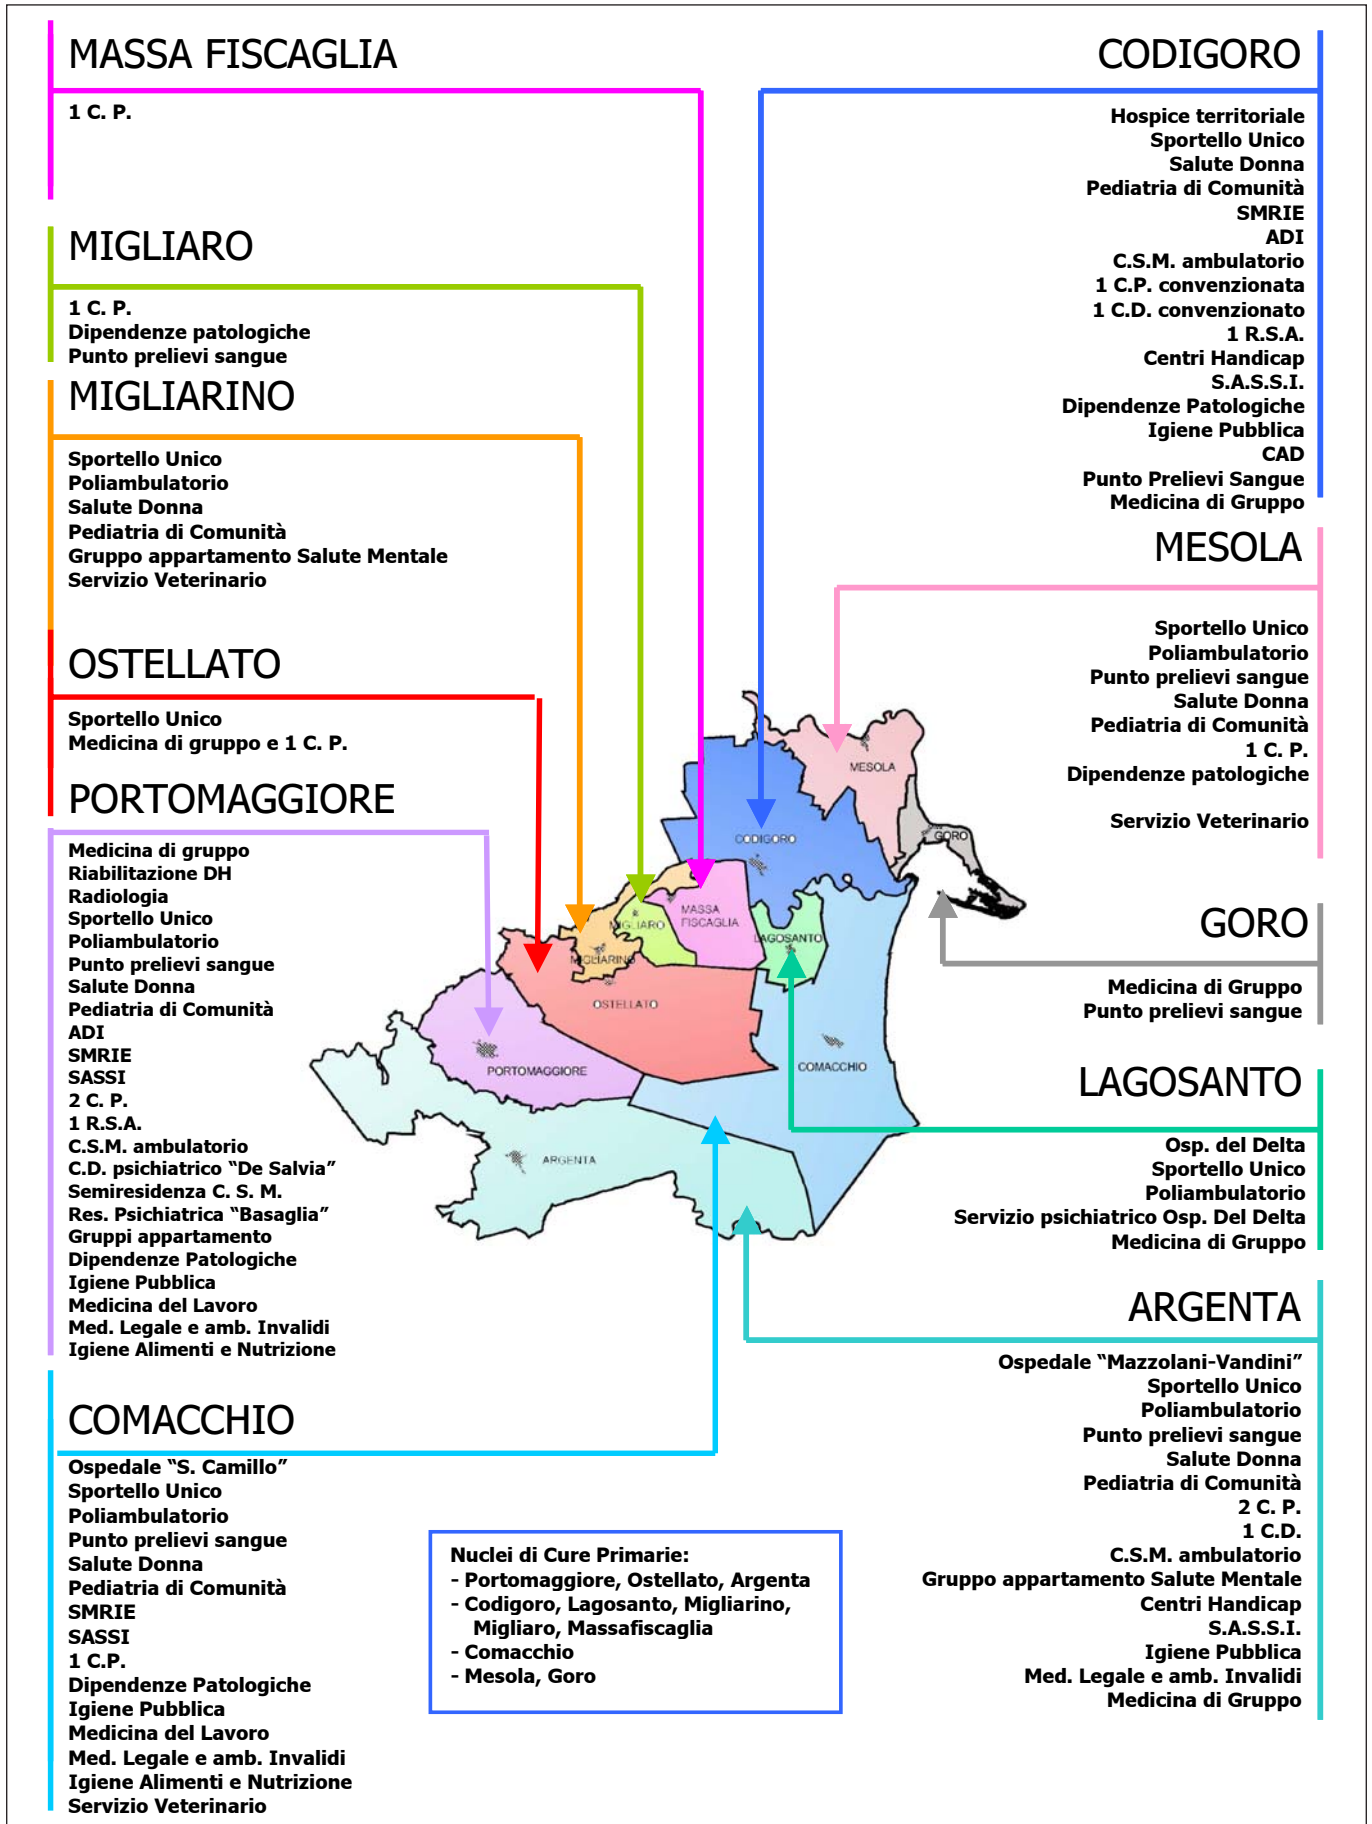 MASSA FISCAGLIA
1 C. P.
MIGLIARO
1 C. P.
Dipendenze patologiche
Punto prelievi sangue
MIGLIARINO
Sportello Unico
Poliambulatorio
Salute Donna
Pediatria di Comunità
Gruppo appartamento Salute Mentale
Servizio Veterinario
OSTELLATO
Sportello Unico
Medicina di gruppo e 1 C. P.
PORTOMAGGIORE
Medicina di gruppo
Riabilitazione DH
Radiologia
Sportello Unico
Poliambulatorio
Punto prelievi sangue
Salute Donna
Pediatria di Comunità
ADI
SMRIE
SASSI
2 C. P.
1 R.S.A.
C.S.M. ambulatorio
C.D. psichiatrico “De Salvia”
Semiresidenza C. S. M.
Res. Psichiatrica “Basaglia”
Gruppi appartamento
Dipendenze Patologiche
Igiene Pubblica
Medicina del Lavoro
Med. Legale e amb. Invalidi
Igiene Alimenti e Nutrizione
COMACCHIO
Ospedale “S. Camillo”
Sportello Unico
Poliambulatorio
Punto prelievi sangue
Salute Donna
Pediatria di Comunità
SMRIE
SASSI
1 C.P.
Dipendenze Patologiche
Igiene Pubblica
Medicina del Lavoro
Med. Legale e amb. Invalidi
Igiene Alimenti e Nutrizione
Servizio Veterinario
CODIGORO
Hospice territoriale
Sportello Unico
Salute Donna
Pediatria di Comunità
SMRIE
ADI
C.S.M. ambulatorio
1 C.P. convenzionata
1 C.D. convenzionato
1 R.S.A.
Centri Handicap
S.A.S.S.I.
Dipendenze Patologiche
Igiene Pubblica
CAD
Punto Prelievi Sangue
Medicina di Gruppo
MESOLA
Sportello Unico
Poliambulatorio
Punto prelievi sangue
Salute Donna
Pediatria di Comunità
1 C. P.
Dipendenze patologiche
Servizio Veterinario
GORO
Medicina di Gruppo
Punto prelievi sangue
LAGOSANTO
Osp. del Delta
Sportello Unico
Poliambulatorio
Servizio psichiatrico Osp. Del Delta
Medicina di Gruppo
ARGENTA
Ospedale “Mazzolani-Vandini”
Sportello Unico
Poliambulatorio
Punto prelievi sangue
Salute Donna
Pediatria di Comunità
2 C. P.
1 C.D.
C.S.M. ambulatorio
Gruppo appartamento Salute Mentale
Centri Handicap
S.A.S.S.I.
Igiene Pubblica
Med. Legale e amb. Invalidi
Medicina di Gruppo
MESOLA
GORO
CODIGORO
MASSA
FISCAGLIA
MIGLIARO
LAGOSANTO
MIGLIARINO
OSTELLATO
COMACCHIO
PORTOMAGGIORE
ARGENTA
Nuclei di Cure Primarie:
- Portomaggiore, Ostellato, Argenta
- Codigoro, Lagosanto, Migliarino,
Migliaro, Massafiscaglia
- Comacchio
- Mesola, Goro